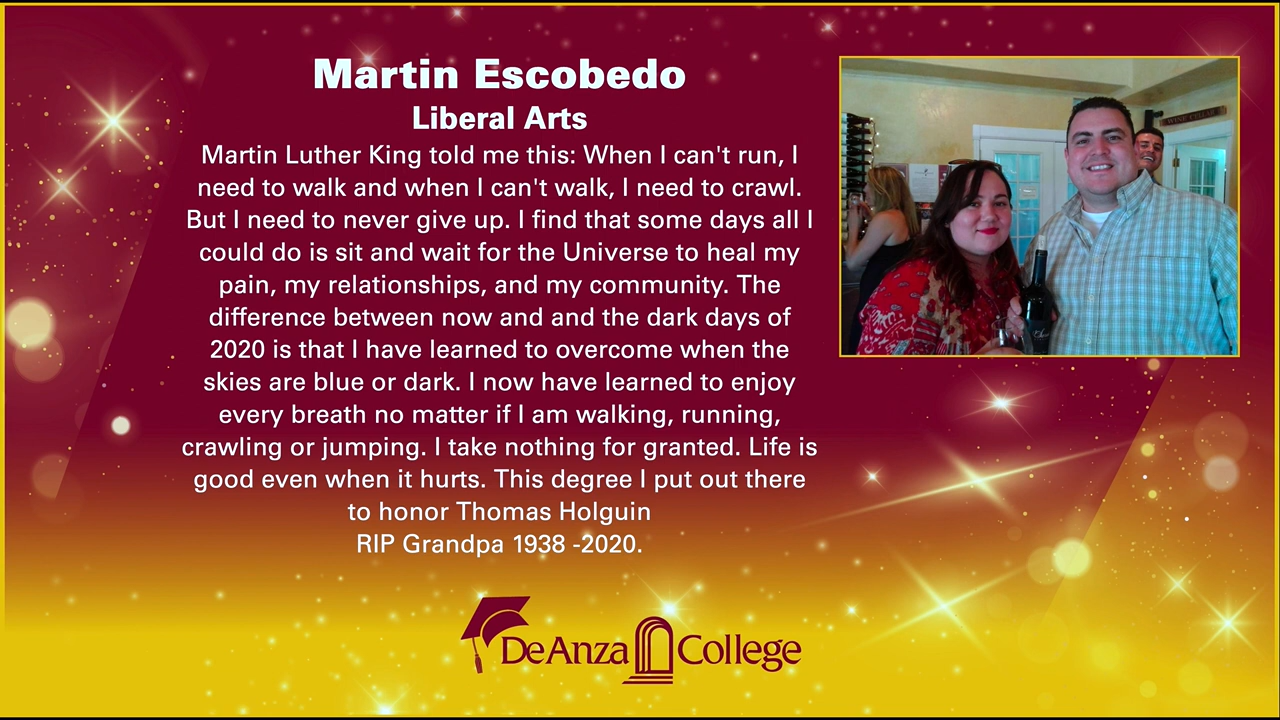 Martin Escobedo
Liberal Arts
Martin Luther King told me this: When I can't run, I
need to walk and when I can't walk, I need to crawl.
But I need to never give up. I find that some days all I
could do is sit and wait for the Universe to heal my
pain, my relationships, and my community. The
difference between now and and the dark days of
2020 is that I have learned to overcome when the
skies are blue or dark. I now have learned to enjoy
every breath no matter if I am walking, running,
crawling or jumping. I take nothing for granted. Life is
good even when it hurts. This degree I put out there
to honor Thomas Holguin
RIP Grandpa 1938 -2020.
WINE CELLAR
DeAnza College